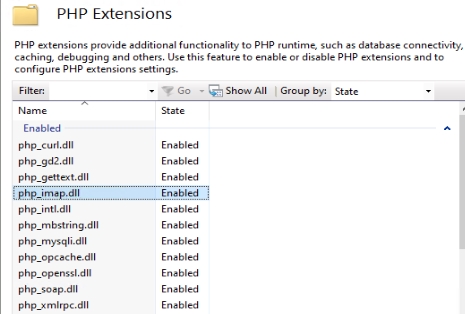 PHP Extensions
PHP extensions provide additional functionality to PHP runtime, such as database connectivity,
caching, debugging and others. Use this feature to enable or disable PHP extensions and to
configure PHP extensions settings.
Filter: Go Show All Group by: State
Name State
Enabled
php_curl.dll Enabled
php_gd2.dll Enabled
php_gettext.dll Enabled
php_imap.dll Enabled
php_intl.dll Enabled
php_mbstring.dll Enabled
php_mysqli.dll Enabled
php_opcache.dll Enabled
php_openssl.dll Enabled
php_soap.dll Enabled
php_xmlrpc.dll Enabled